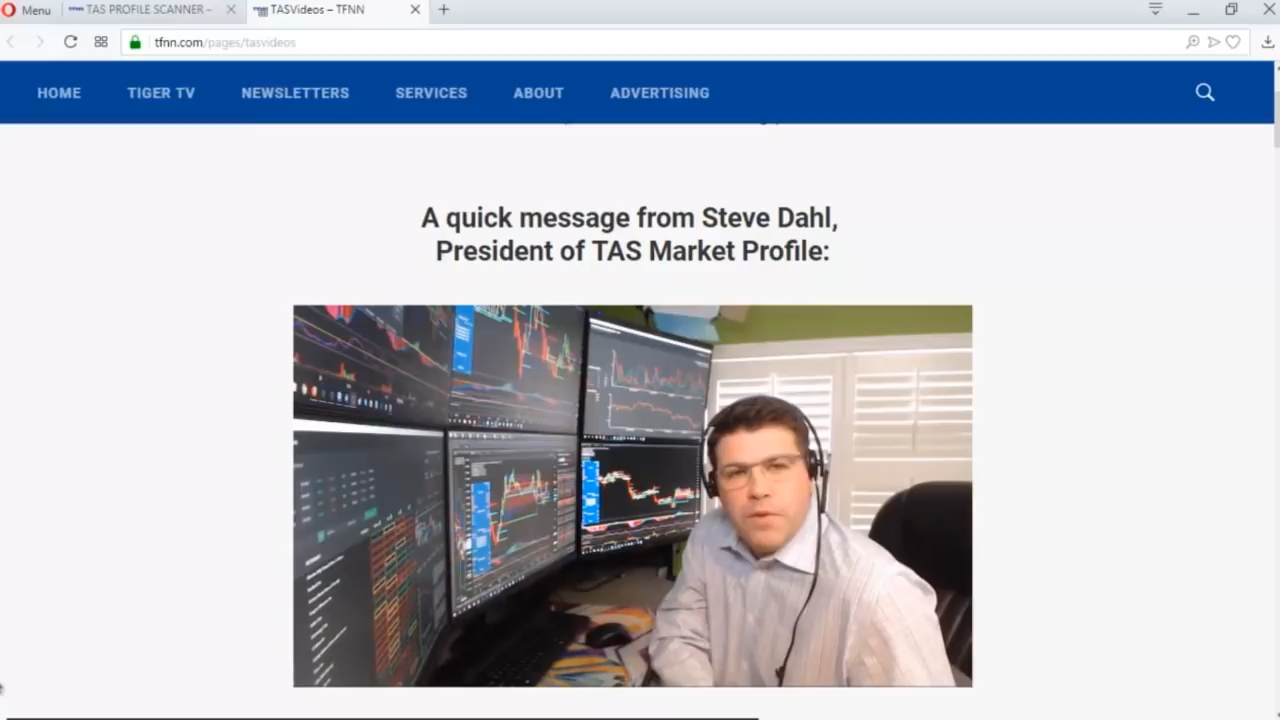 Menu
TAS PROFILE SCANNER –
TASVideos – TFNN
tfnn.com/pages/tasvideos
HOME
TIGER TV
NEWSLETTERS
SERVICES
ABOUT
ADVERTISING
A quick message from Steve Dahl,
President of TAS Market Profile: